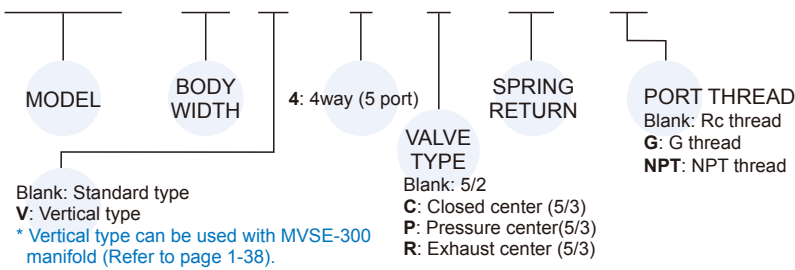 MODEL
BODY
WIDTH
4: 4way (5 port)
VALVE
TYPE
Blank: 5/2
C: Closed center (5/3)
P: Pressure center(5/3)
R: Exhaust center (5/3)
SPRING
RETURN
PORT THREAD
Blank: Rc thread
G: G thread
NPT: NPT thread
Blank: Standard type
V: Vertical type
* Vertical type can be used with MVSE-300
manifold (Refer to page 1-38).